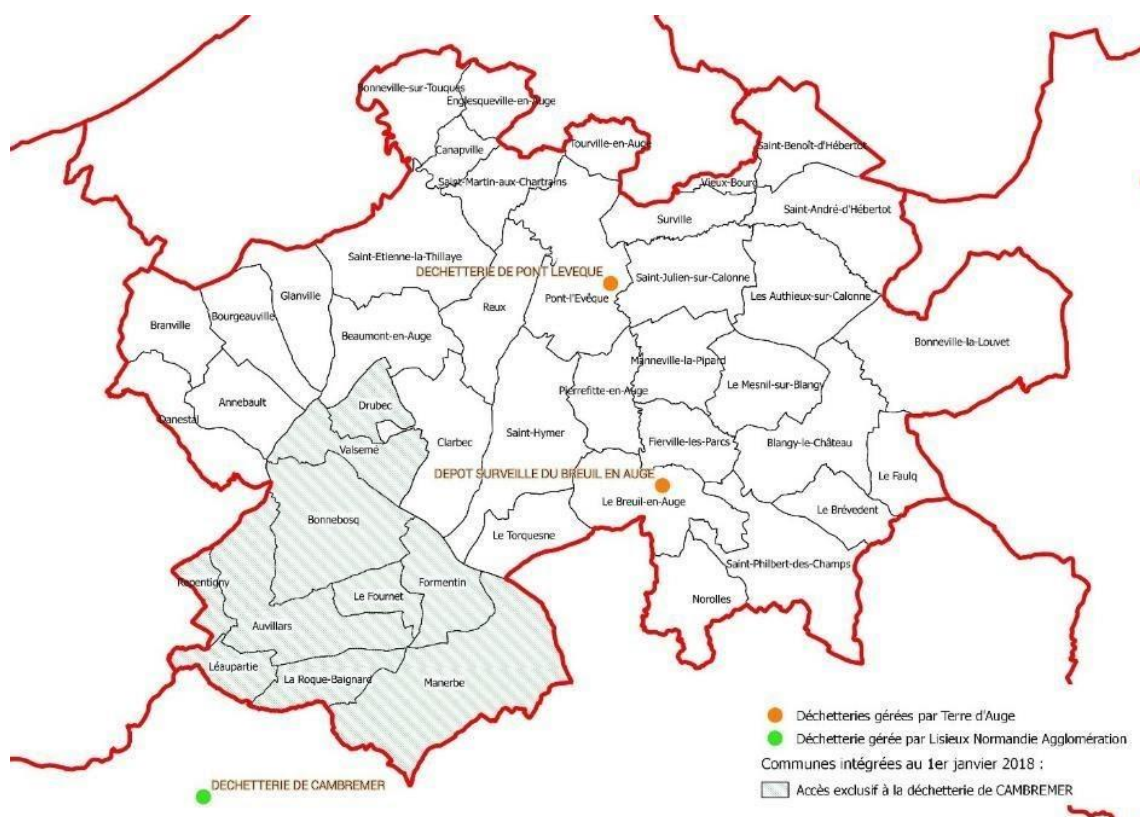 Bonneville-sur-Touques
Englesqueville-en-Auge
Tourville-en-Auge
Saint-Benoît-d'Hébertot
Canapville
Saint-Martin-aux-Chartrains
Vieux-Bourg
Saint-André-d'Hébertot
Surville
Saint-Etienne-la-Thillaye
DECHETTERIE DE PONT LEVEQUE
Saint-Julien-sur-Calonne
Glanville
Reux
Pont-l'Evêque
Les Authieux-sur-Calonne
Bourgeauville
Branville
Beaumont-en-Auge
Bonneville-la-Louvet
Manneville-la-Pipard
Le Mesnil-sur-Blangy
Pierrefitte-en-Auge
Annebault
Drubec
Danestal
Saint-Hymer
Clarbec
Fierville-les-Parcs
Blangy-le-Château
Valsemé
DEPOT SURVEILLE DU BREUIL EN AUGE
Le Faulq
Le Breuil-en-Auge
Le Brévedent
Bonnebosq
Le Torquesne
Saint-Philbert-des-Champs
Repentigny
Formentin
Le Fournet
Norolles
Auvillars
Léaupartie
La Roque-Baignard
Manerbe
Déchetteries gérées par Terre d'Auge
Déchetterie gérée par Lisieux Normandie Agglomération
Communes intégrées au 1er janvier 2018 :
DECHETTERIE DE CAMBREMER
Accès exclusif à la déchetterie de CAMBREMER